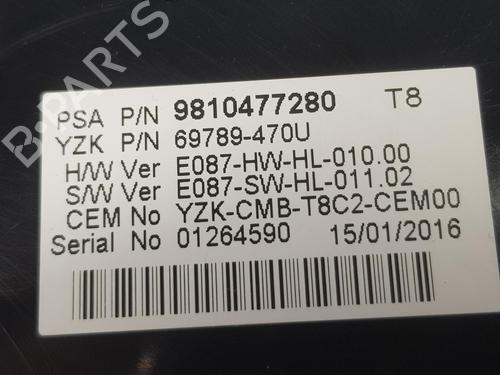 PSA P/N 9810477280 T8
YZK P/N 69789-470U
H/W Ver E087-HW-HL-010.00
S/W Ver E087-SW-HL-011.02
CEM No YZK-CMB-T8C2-CEM00
Serial No 01264590 15/01/2016